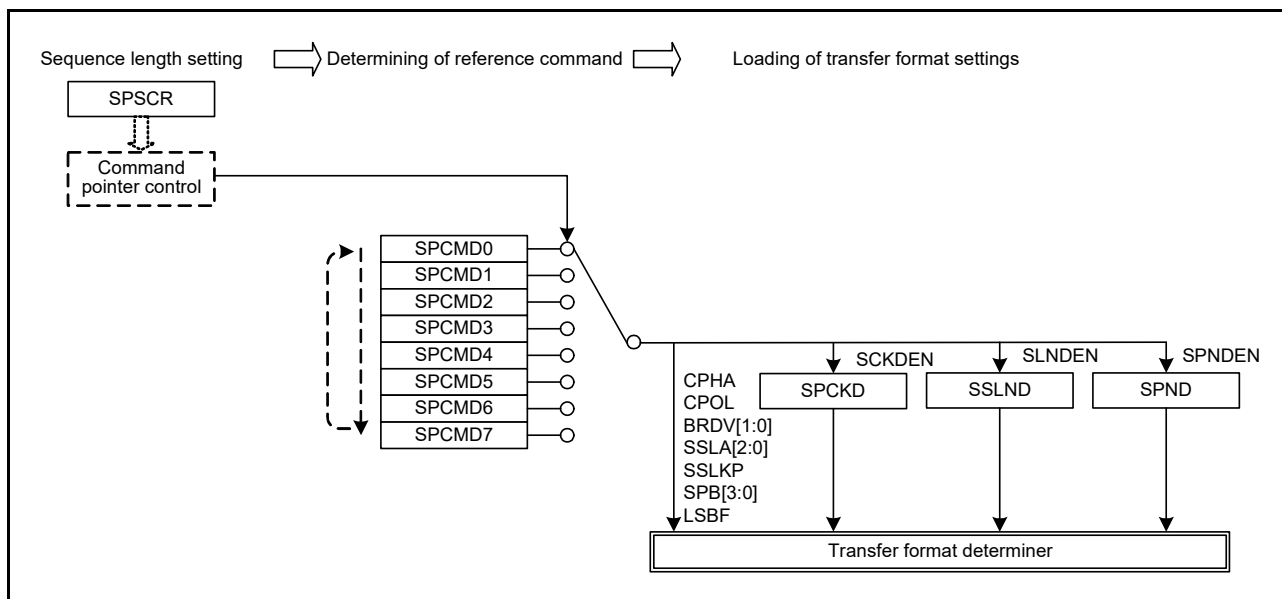 Sequence length setting
Determining of reference command
Loading of transfer format settings
SPSCR
Command
pointer control
SPCMD0
SPCMD1
SPCMD2
SPCMD3
SPCMD4
SPCMD5
SPCMD6
SPCMD7
CPHA
CPOL
BRDV[1:0]
SSLA[2:0]
SSLKP
SPB[3:0]
LSBF
SCKDEN
SPCKD
SLNDEN
SSLND
SPNDEN
SPND
Transfer format determiner